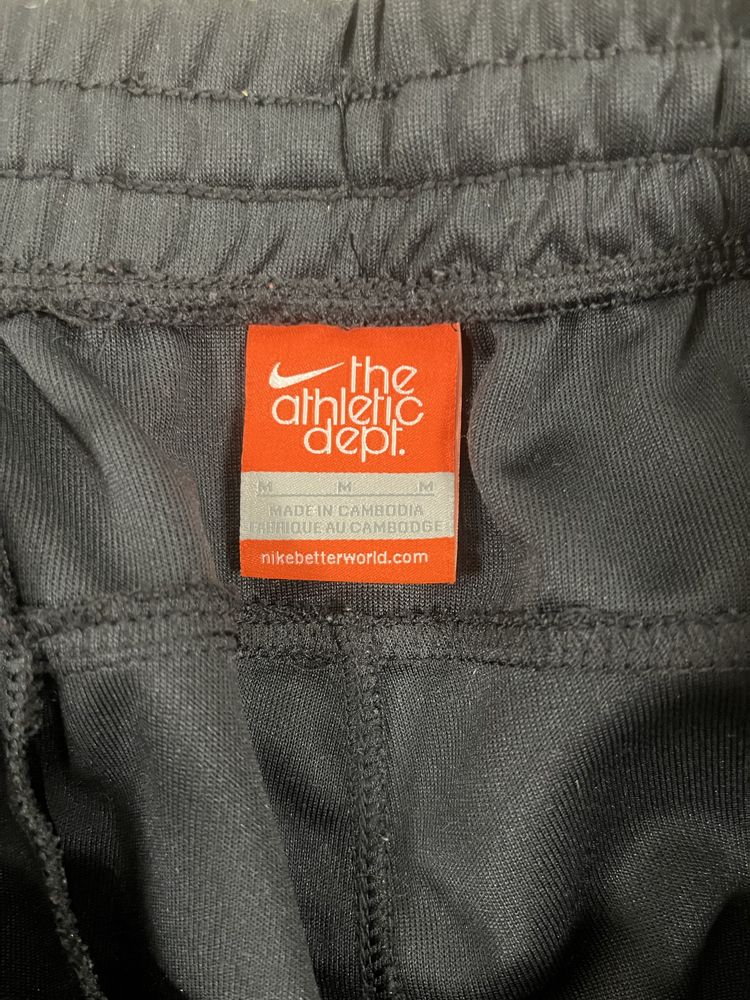 the
athletic
dept.
M M M
MADE IN CAMBODIA
FABRIQUE AU CAMBODGE
nikebetterworld.com